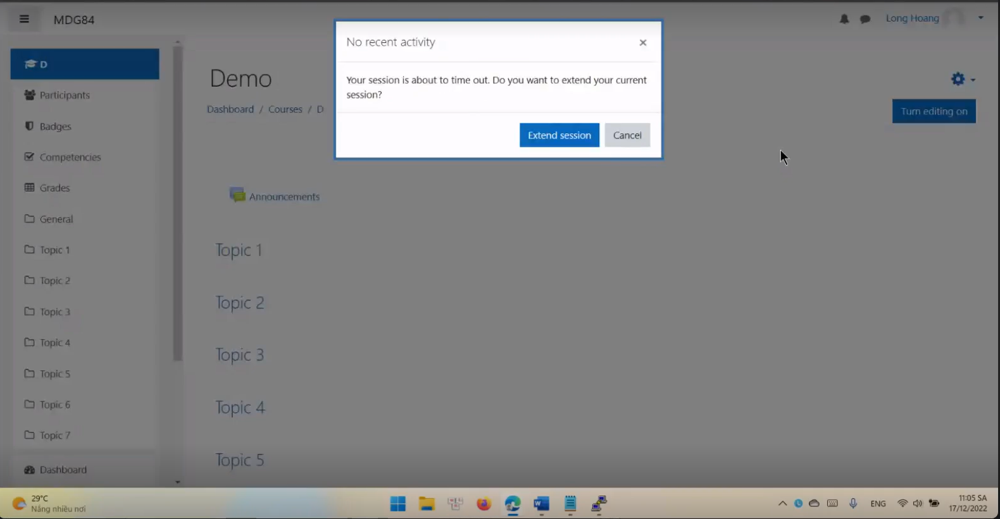 MDG84
Long Hoang
No recent activity
×
Your session is about to time out. Do you want to extend your current
session?
Extend session
Cancel
D
Participants
Badges
Competencies
Grades
General
Topic 1
Topic 2
Topic 3
Topic 4
Topic 5
Topic 6
Topic 7
Dashboard
Demo
Dashboard / Courses / D
Turn editing on
Announcements
Topic 1
Topic 2
Topic 3
Topic 4
Topic 5
29°C
Nắng nhiều nơi
ENG
11:05 SA
17/12/2022